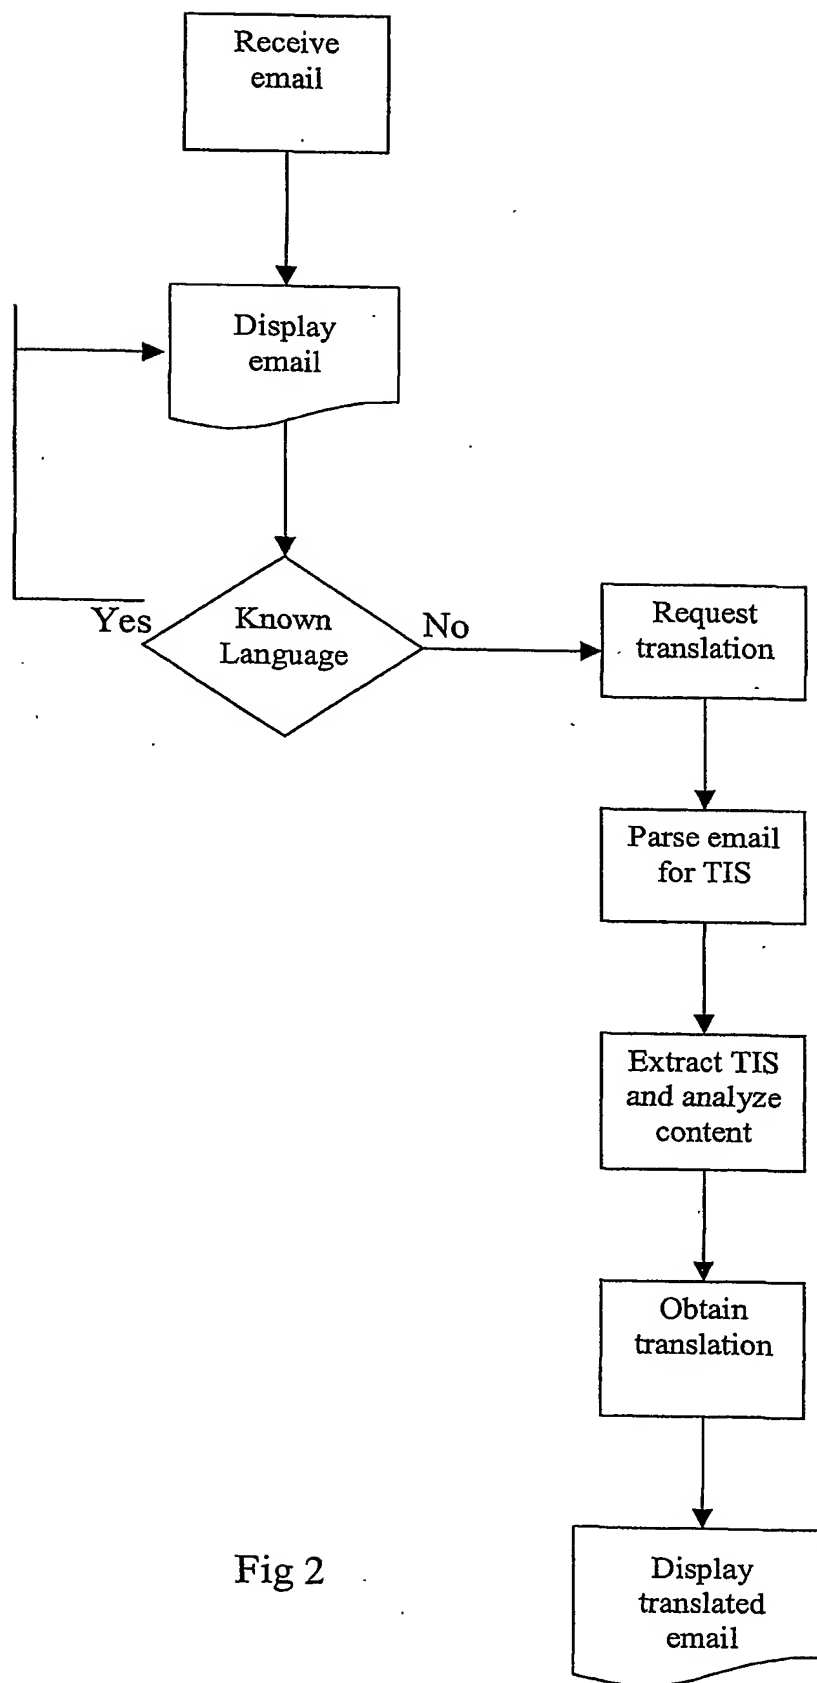 Receive
email
Display
email
Yes
Known
Language
No
Request
translation
Parse email
for TIS
Extract TIS
and analyze
content
Obtain
translation
Display
translated
email
Fig 2